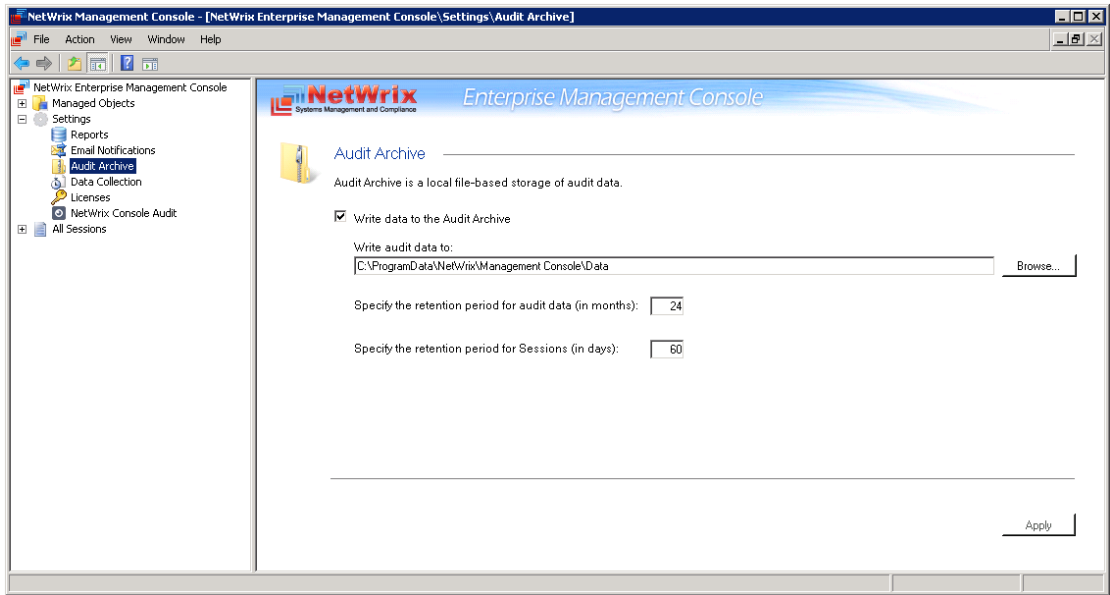 NetWrix Management Console - [NetWrix Enterprise Management Console\Settings\Audit Archive]
File Action View Window Help
NetWrix Enterprise Management Console
Managed Objects
Settings
Reports
Email Notifications
Audit Archive
Data Collection
Licenses
NetWrix Console Audit
All Sessions
NetWrix Enterprise Management Console
Systems Management and Compliance
Audit Archive
Audit Archive is a local file-based storage of audit data.
Write data to the Audit Archive
Write audit data to:
C:\ProgramData\NetWrix\Management Console\Data Browse...
Specify the retention period for audit data (in months): 24
Specify the retention period for Sessions (in days): 60
Apply